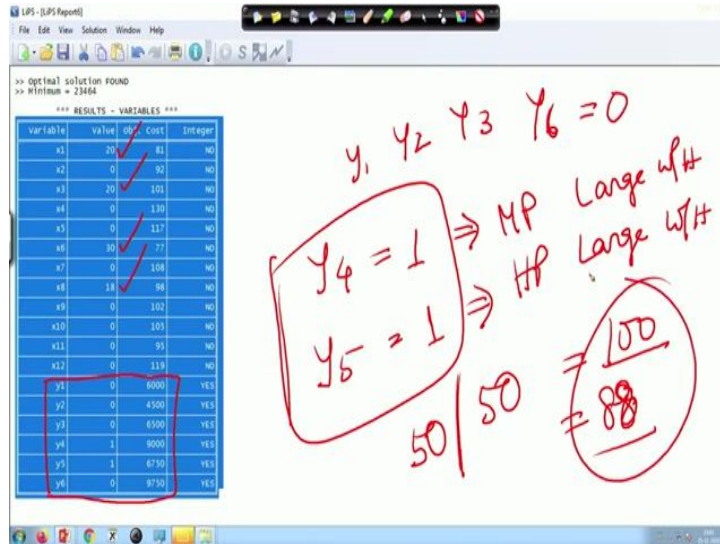 LiPS - [LiPS Report6]
File Edit View Solution Window Help
>> Optimal solution FOUND
>> Minimum = 23464
*** RESULTS - VARIABLES ***
Variable Value Obj. Cost Integer
x1 20 81 NO
x2 0 92 NO
x3 20 101 NO
x4 0 130 NO
x5 0 117 NO
x6 30 77 NO
x7 0 108 NO
x8 18 98 NO
x9 0 102 NO
x10 0 105 NO
x11 0 95 NO
x12 0 119 NO
y1 0 6000 YES
y2 0 4500 YES
y3 0 6500 YES
y4 1 9000 YES
y5 1 6750 YES
y6 0 9750 YES
y1 y2 y3 y6 = 0
y4 = 1 ⇒ MP Large w/H
y5 = 1 ⇒ HP Large w/H
50 | 50
= 100
= 88